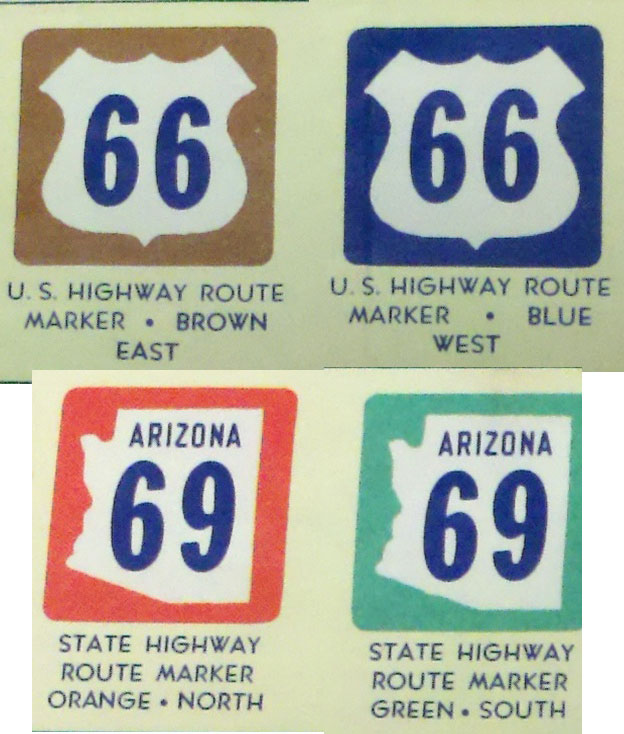 66
U. S. HIGHWAY ROUTE
MARKER • BROWN
EAST
66
U. S. HIGHWAY ROUTE
MARKER • BLUE
WEST
ARIZONA
69
STATE HIGHWAY
ROUTE MARKER
ORANGE • NORTH
ARIZONA
69
STATE HIGHWAY
ROUTE MARKER
GREEN • SOUTH